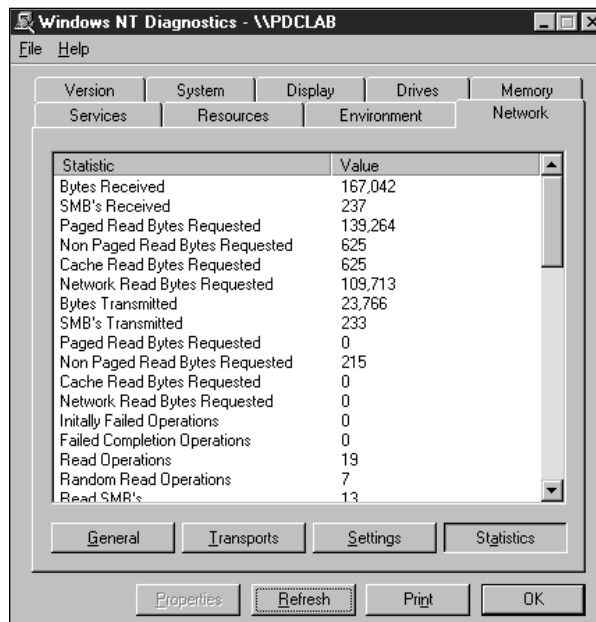 Windows NT Diagnostics - \\PDCLAB
File Help
Version System Display Drives Memory
Services Resources Environment Network
Statistic Value
Bytes Received 167,042
SMB's Received 237
Paged Read Bytes Requested 139,264
Non Paged Read Bytes Requested 625
Cache Read Bytes Requested 625
Network Read Bytes Requested 109,713
Bytes Transmitted 23,766
SMB's Transmitted 233
Paged Read Bytes Requested 0
Non Paged Read Bytes Requested 215
Cache Read Bytes Requested 0
Network Read Bytes Requested 0
Initally Failed Operations 0
Failed Completion Operations 0
Read Operations 19
Random Read Operations 7
Read SMB's 13
General Transports Settings Statistics
Properties Refresh Print OK